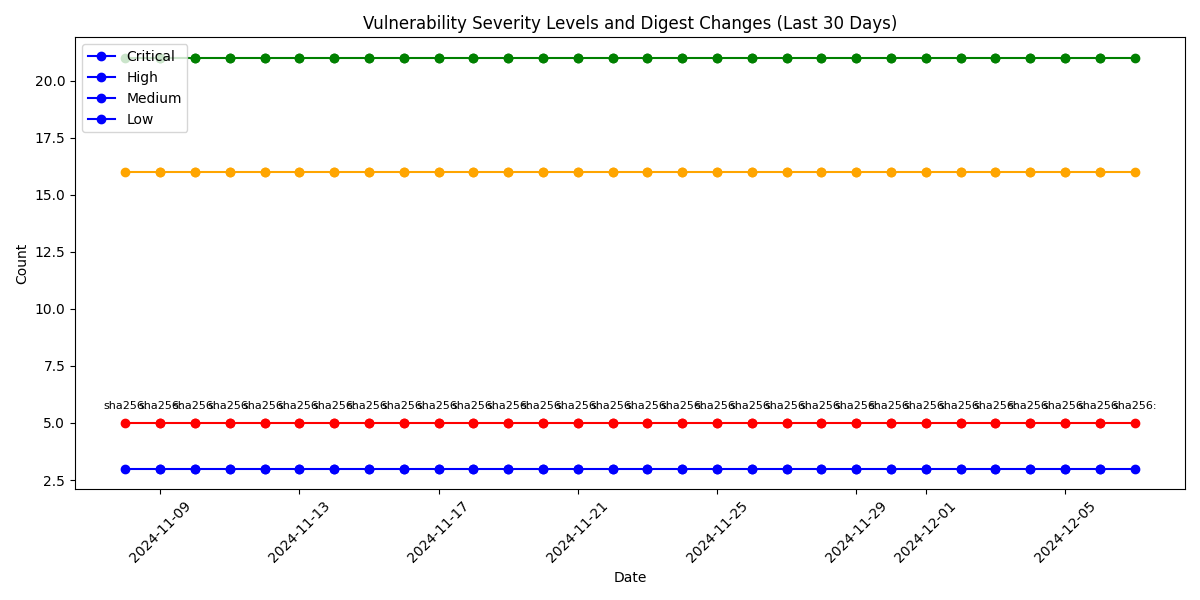 Vulnerability Severity Levels and Digest Changes (Last 30 Days)
Critical
High
Medium
Low
20.0
17.5
15.0
12.5
10.0
7.5
5.0
2.5
Count
sha256: sha256: sha256: sha256: sha256: sha256: sha256: sha256: sha256: sha256: sha256: sha256: sha256: sha256: sha256: sha256: sha256: sha256: sha256: sha256: sha256: sha256: sha256: sha256: sha256: sha256: sha256: sha256: sha256: sha256:
2024-11-09
2024-11-13
2024-11-17
2024-11-21
2024-11-25
2024-11-29
2024-12-01
2024-12-05
Date